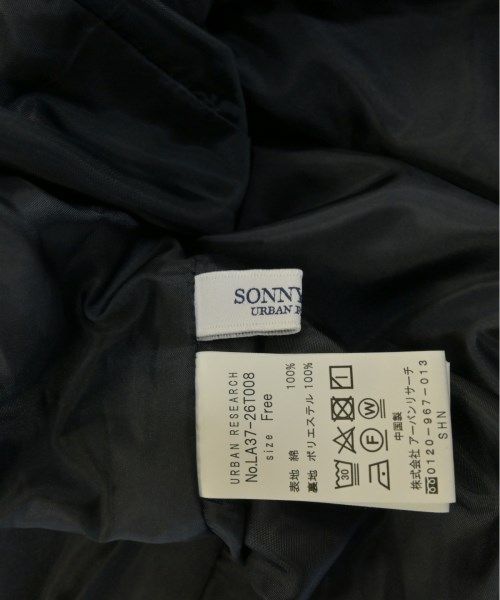 SONNY
URBAN
URBAN RESEARCH
No.LA37-26T008
size Free
表地 綿 100%
裏地 ポリエステル 100%
30
F W
中国製
株式会社 アーバンリサーチ
0120-967-013
SHN